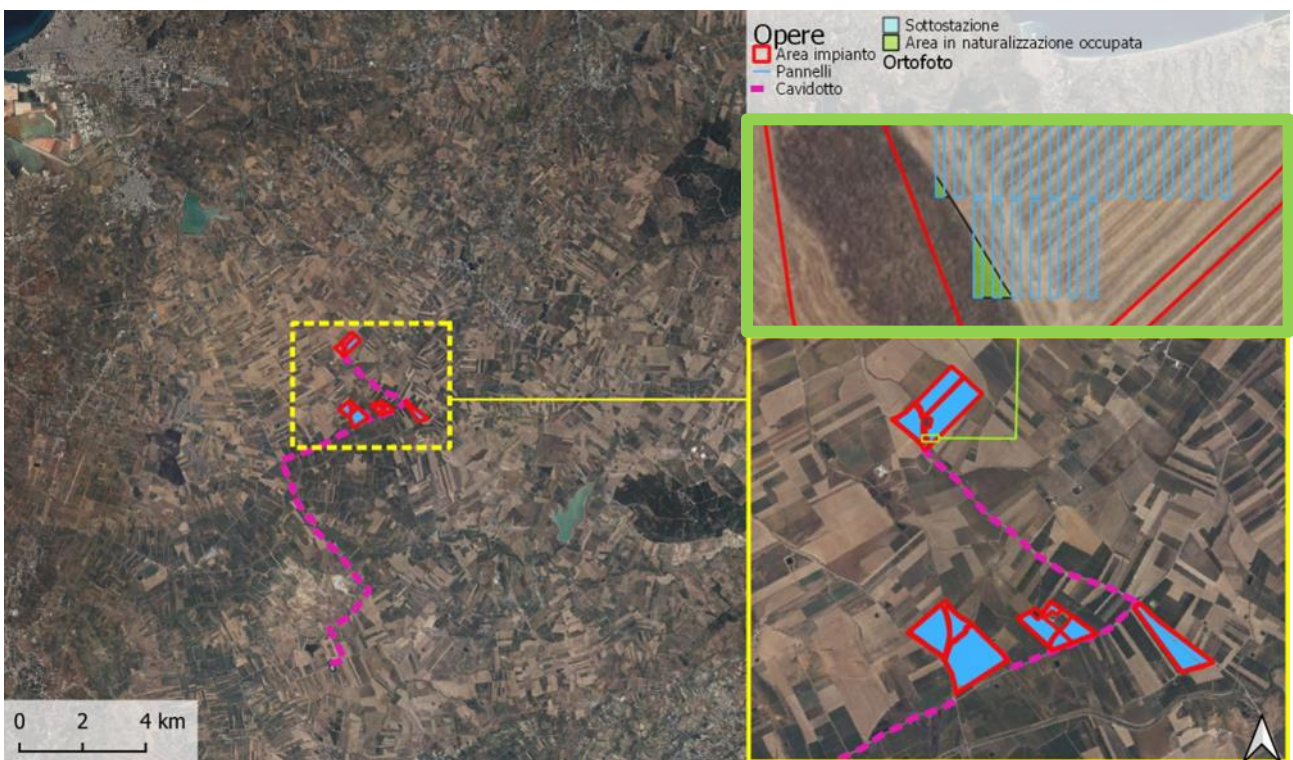 Opere
Area impianto
Pannelli
Cavidotto
Sottostazione
Area in naturalizzazione occupata
Ortofoto
0 2 4 km